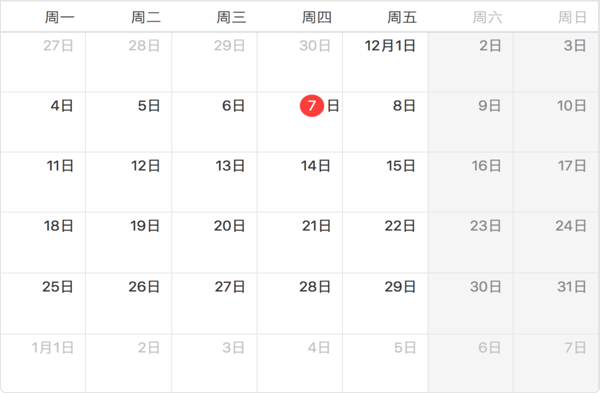 周一 周二 周三 周四 周五 周六 周日
27日 28日 29日 30日 12月1日 2日 3日
4日 5日 6日 7日 8日 9日 10日
11日 12日 13日 14日 15日 16日 17日
18日 19日 20日 21日 22日 23日 24日
25日 26日 27日 28日 29日 30日 31日
1月1日 2日 3日 4日 5日 6日 7日